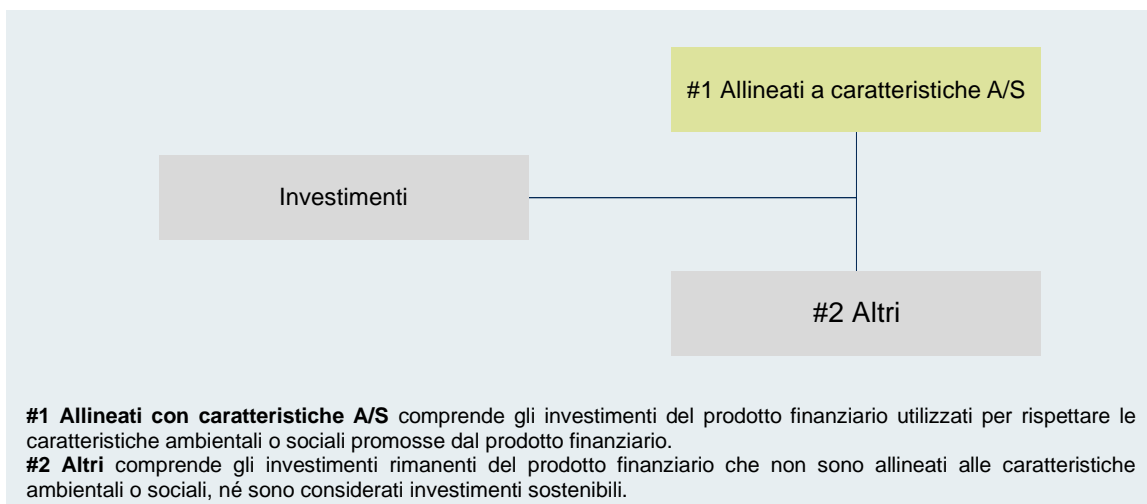 #1 Allineati a caratteristiche A/S
Investimenti
#2 Altri
#1 Allineati con caratteristiche A/S comprende gli investimenti del prodotto finanziario utilizzati per rispettare le
caratteristiche ambientali o sociali promosse dal prodotto finanziario.
#2 Altri comprende gli investimenti rimanenti del prodotto finanziario che non sono allineati alle caratteristiche
ambientali o sociali, né sono considerati investimenti sostenibili.